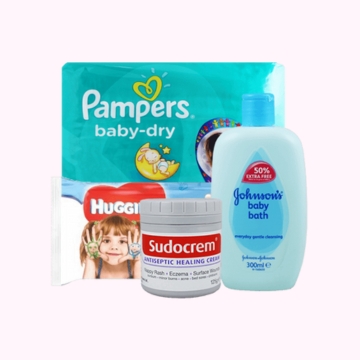 Pampers
baby-dry
HUGGI
50%
EXTRA FREE
Johnson's
baby
bath
everyday gentle cleansing
Johnson & Johnson
300ml e
Sudocrem
ANTISEPTIC HEALING CREAM
Nappy Rash • Eczema • Surface Wounds